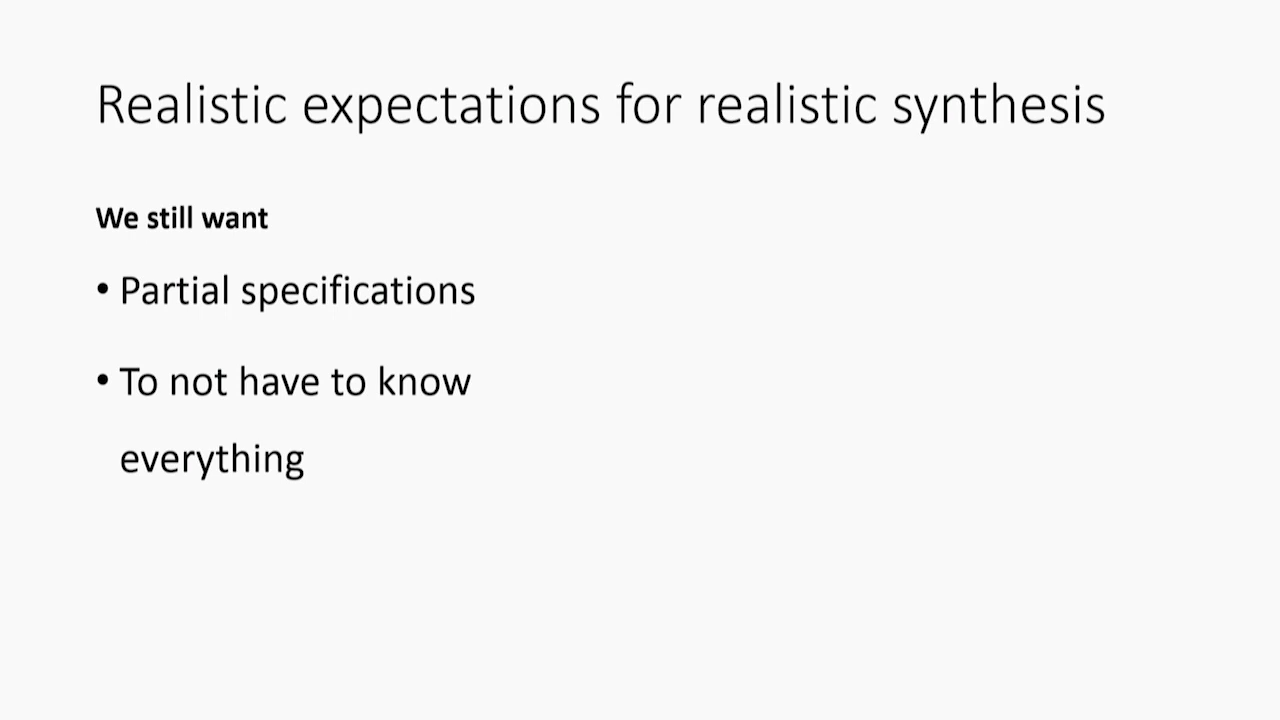 Realistic expectations for realistic synthesis
We still want
• Partial specifications
• To not have to know
everything